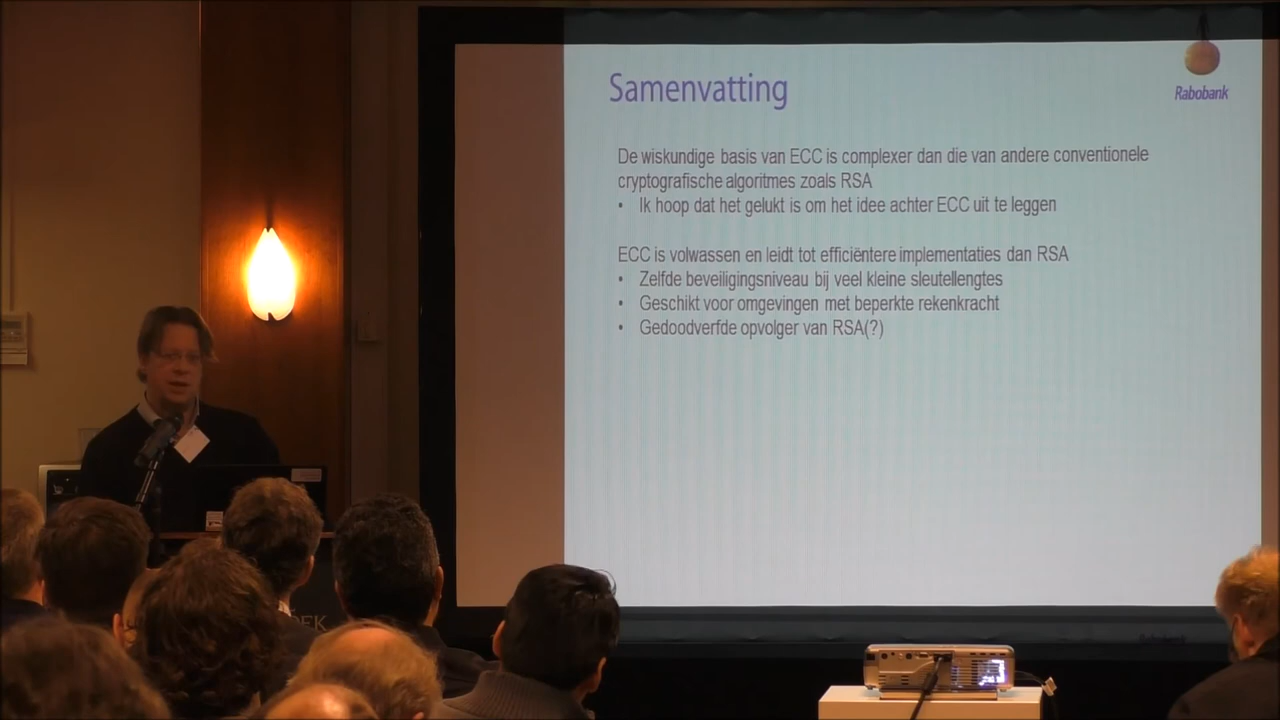 Samenvatting
Rabobank
De wiskundige basis van ECC is complexer dan die van andere conventionele
cryptografische algoritmes zoals RSA
• Ik hoop dat het gelukt is om het idee achter ECC uit te leggen
ECC is volwassen en leidt tot efficiëntere implementaties dan RSA
• Zelfde beveiligingsniveau bij veel kleine sleutellengtes
• Geschikt voor omgevingen met beperkte rekenkracht
• Gedoodverfde opvolger van RSA(?)